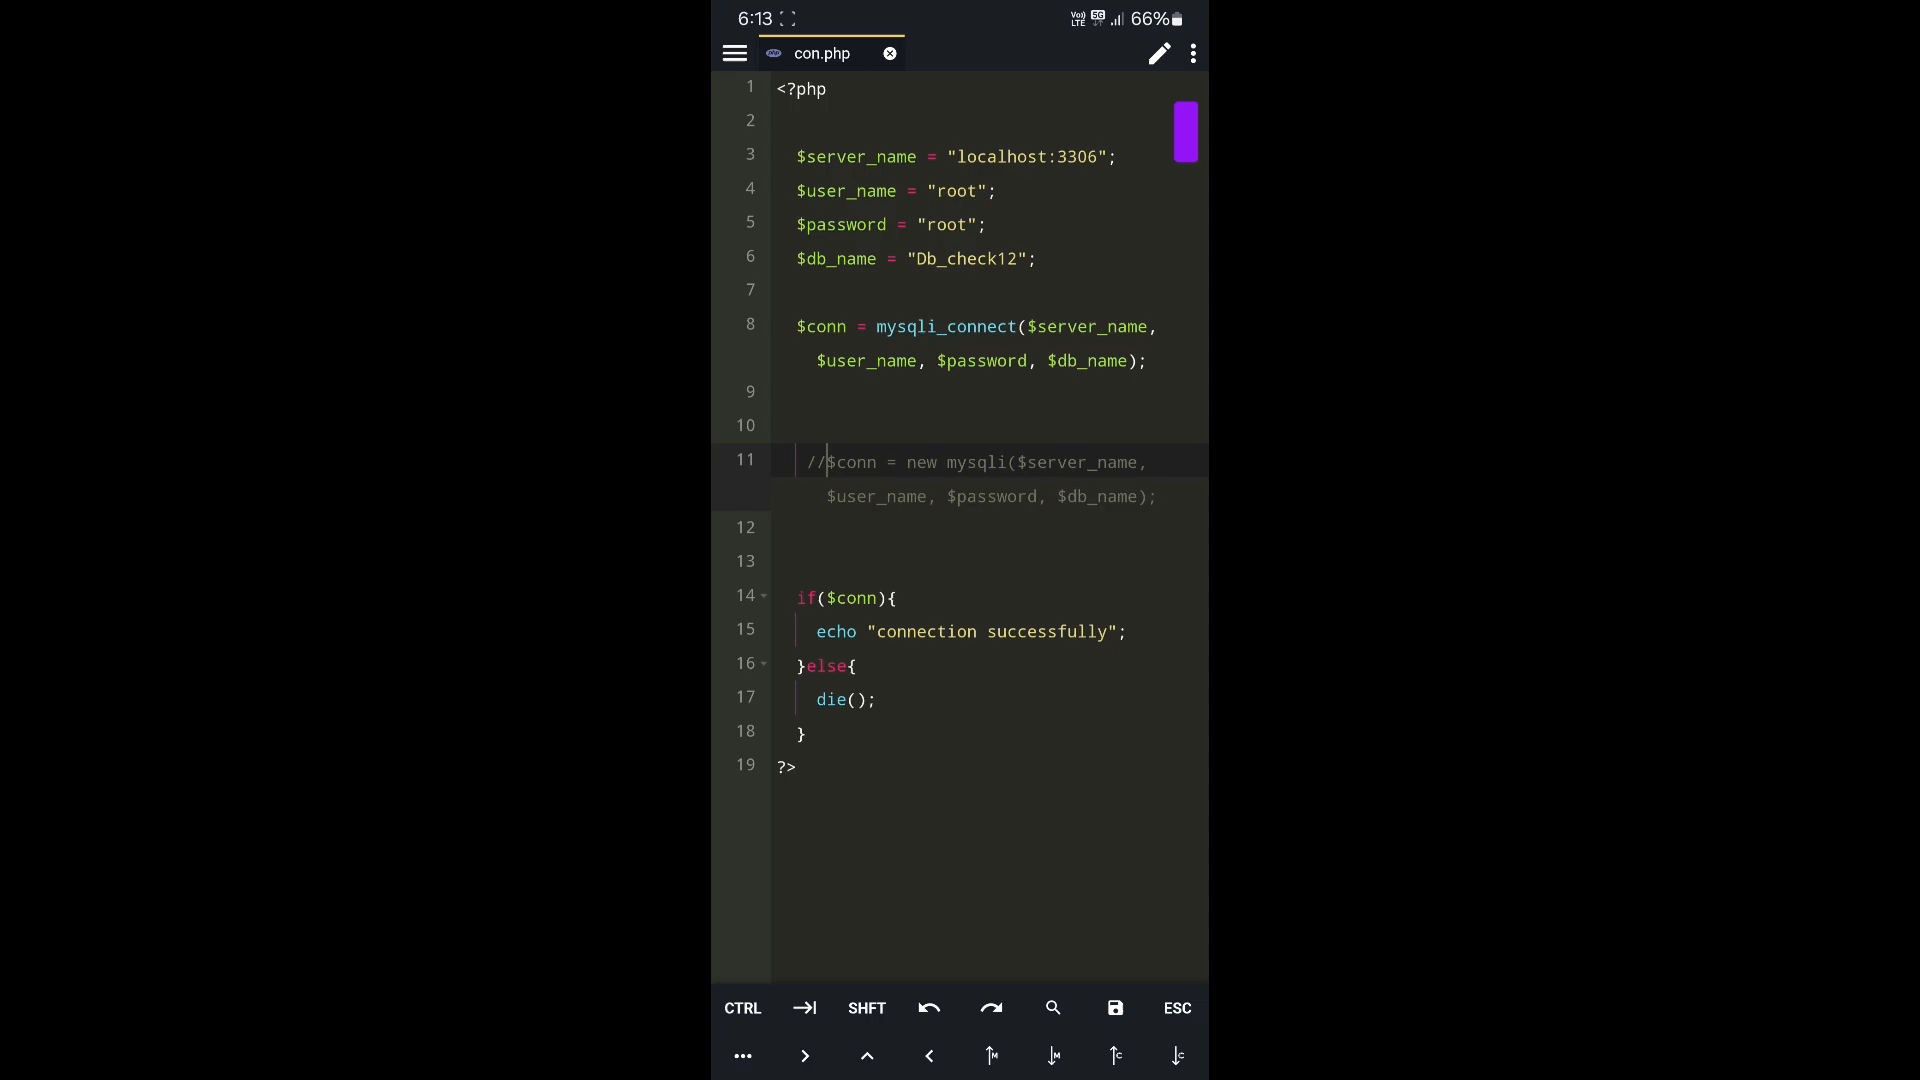 6:13
Vo)) LTE 5G 66%
con.php
1 <?php
2
3 $server_name = "localhost:3306";
4 $user_name = "root";
5 $password = "root";
6 $db_name = "Db_check12";
7
8 $conn = mysqli_connect($server_name,
$user_name, $password, $db_name);
9
10
11 //$conn = new mysqli($server_name,
$user_name, $password, $db_name);
12
13
14 if($conn){
15 echo "connection successfully";
16 }else{
17 die();
18 }
19 ?>
CTRL SHFT ESC
M M C C